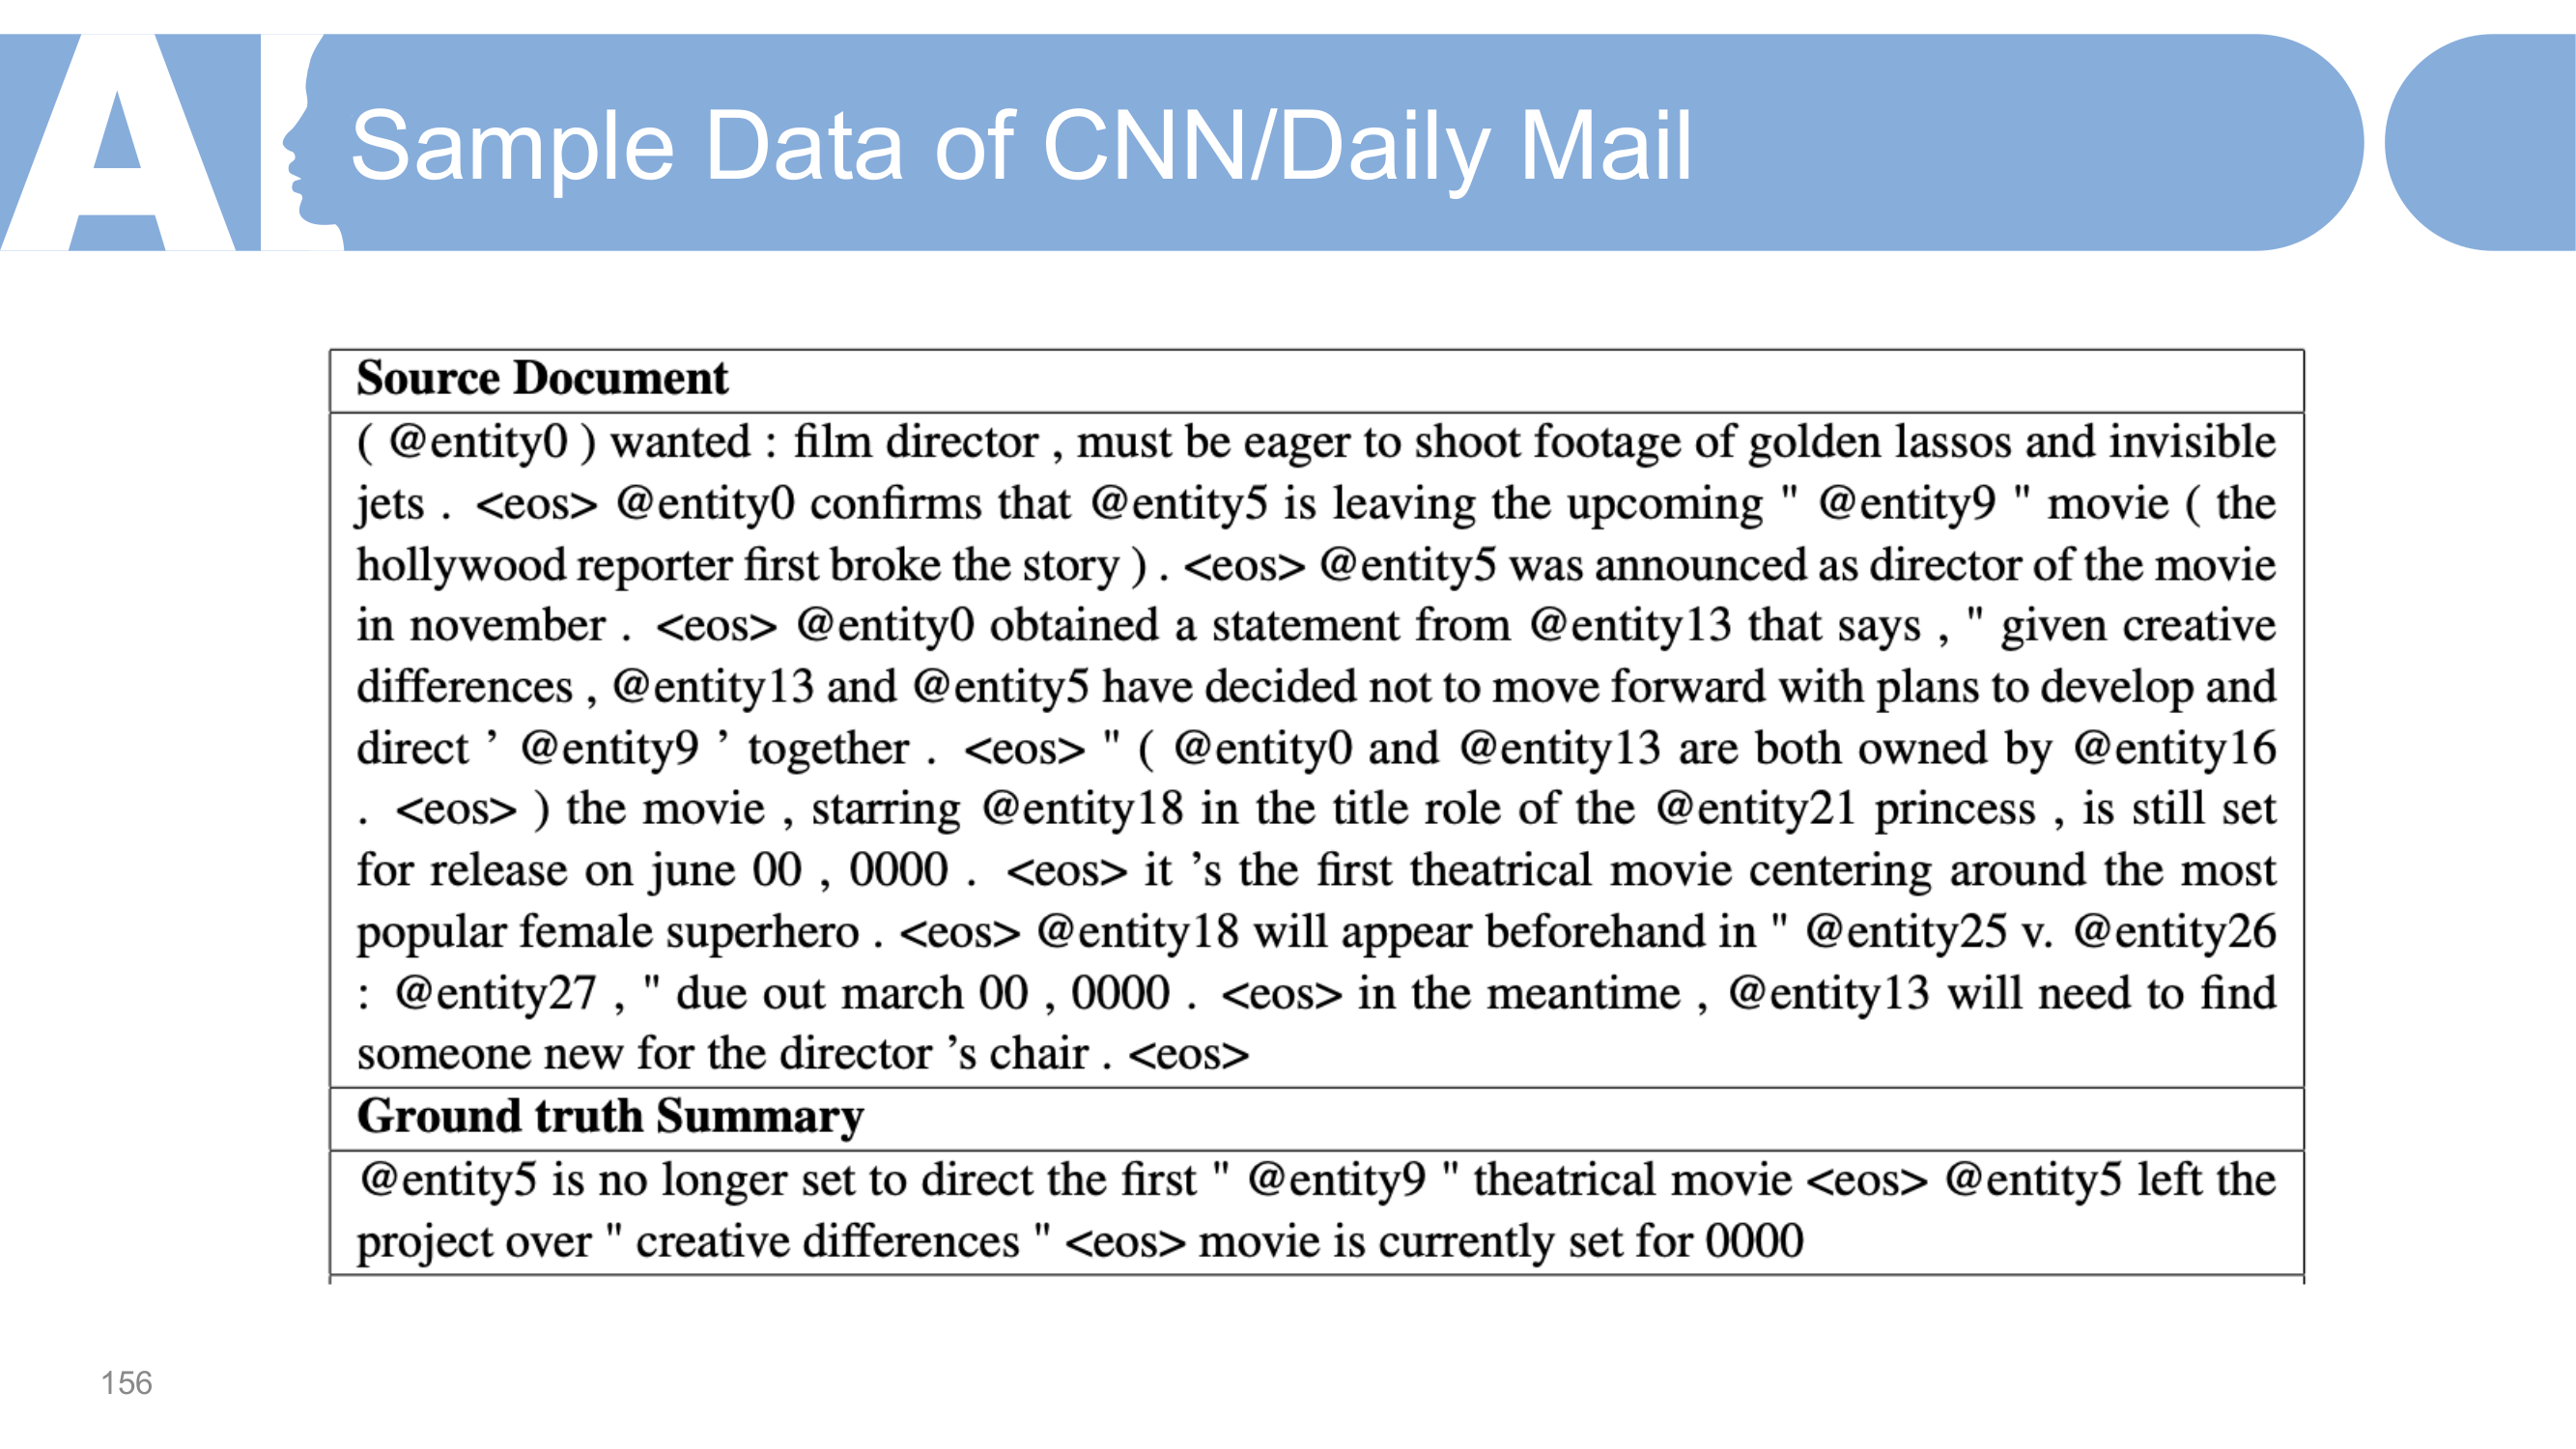 AI
Sample Data of CNN/Daily Mail
Source Document
( @entity0 ) wanted : film director , must be eager to shoot footage of golden lassos and invisible
jets . <eos> @entity0 confirms that @entity5 is leaving the upcoming " @entity9 " movie ( the
hollywood reporter first broke the story ) . <eos> @entity5 was announced as director of the movie
in november . <eos> @entity0 obtained a statement from @entity13 that says , " given creative
differences , @entity13 and @entity5 have decided not to move forward with plans to develop and
direct ’ @entity9 ’ together . <eos> " ( @entity0 and @entity13 are both owned by @entity16
. <eos> ) the movie , starring @entity18 in the title role of the @entity21 princess , is still set
for release on june 00 , 0000 . <eos> it ’s the first theatrical movie centering around the most
popular female superhero . <eos> @entity18 will appear beforehand in " @entity25 v. @entity26
: @entity27 , " due out march 00 , 0000 . <eos> in the meantime , @entity13 will need to find
someone new for the director ’s chair . <eos>
Ground truth Summary
@entity5 is no longer set to direct the first " @entity9 " theatrical movie <eos> @entity5 left the
project over " creative differences " <eos> movie is currently set for 0000
156